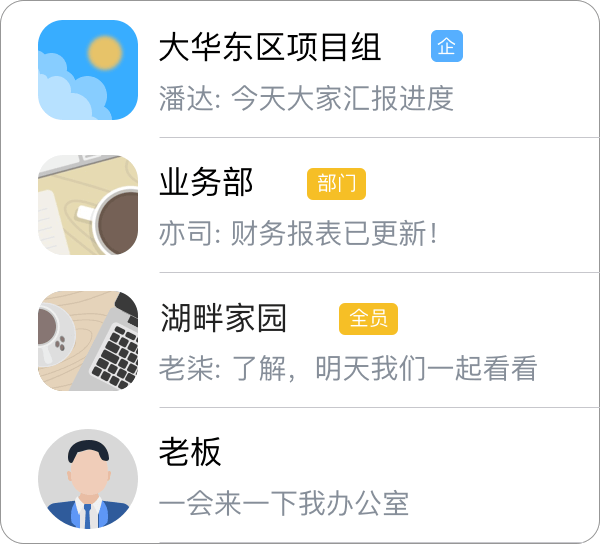 大华东区项目组 企
潘达: 今天大家汇报进度
业务部 部门
亦司: 财务报表已更新!
湖畔家园 全员
老柒: 了解，明天我们一起看看
老板
一会来一下我办公室